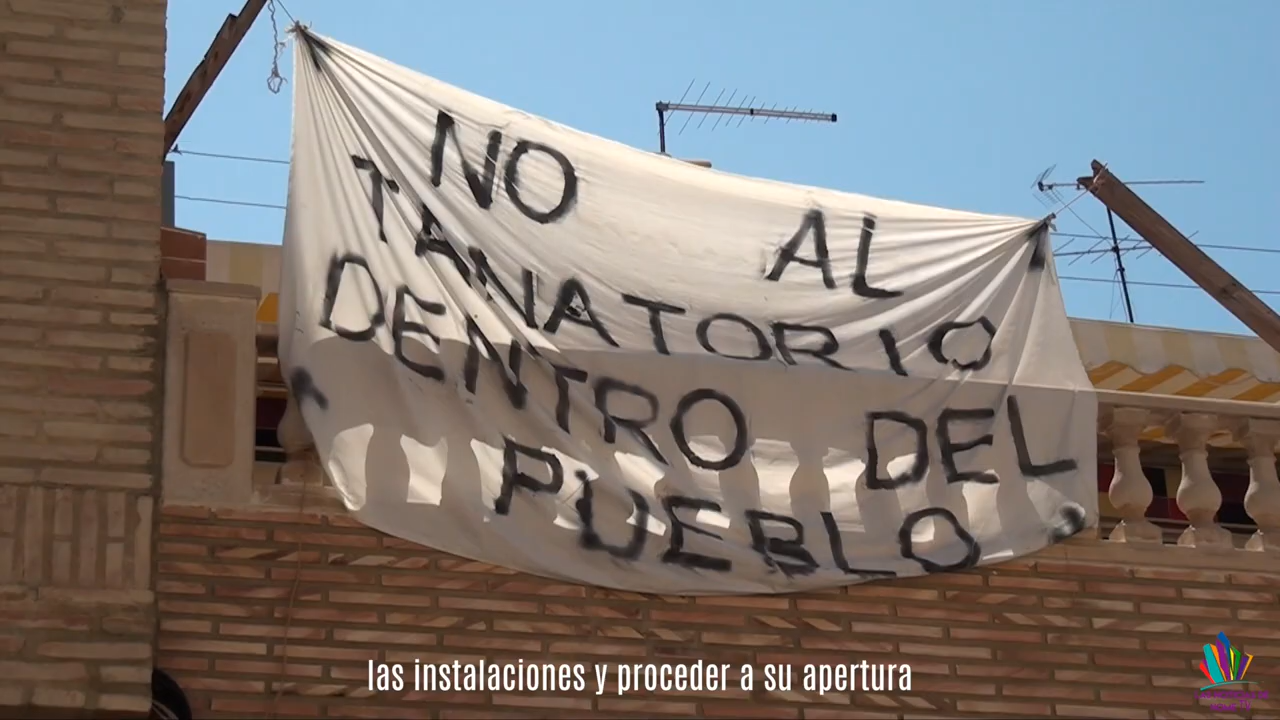 NO AL
TANATORIO
DENTRO DEL
PUEBLO
las instalaciones y proceder a su apertura